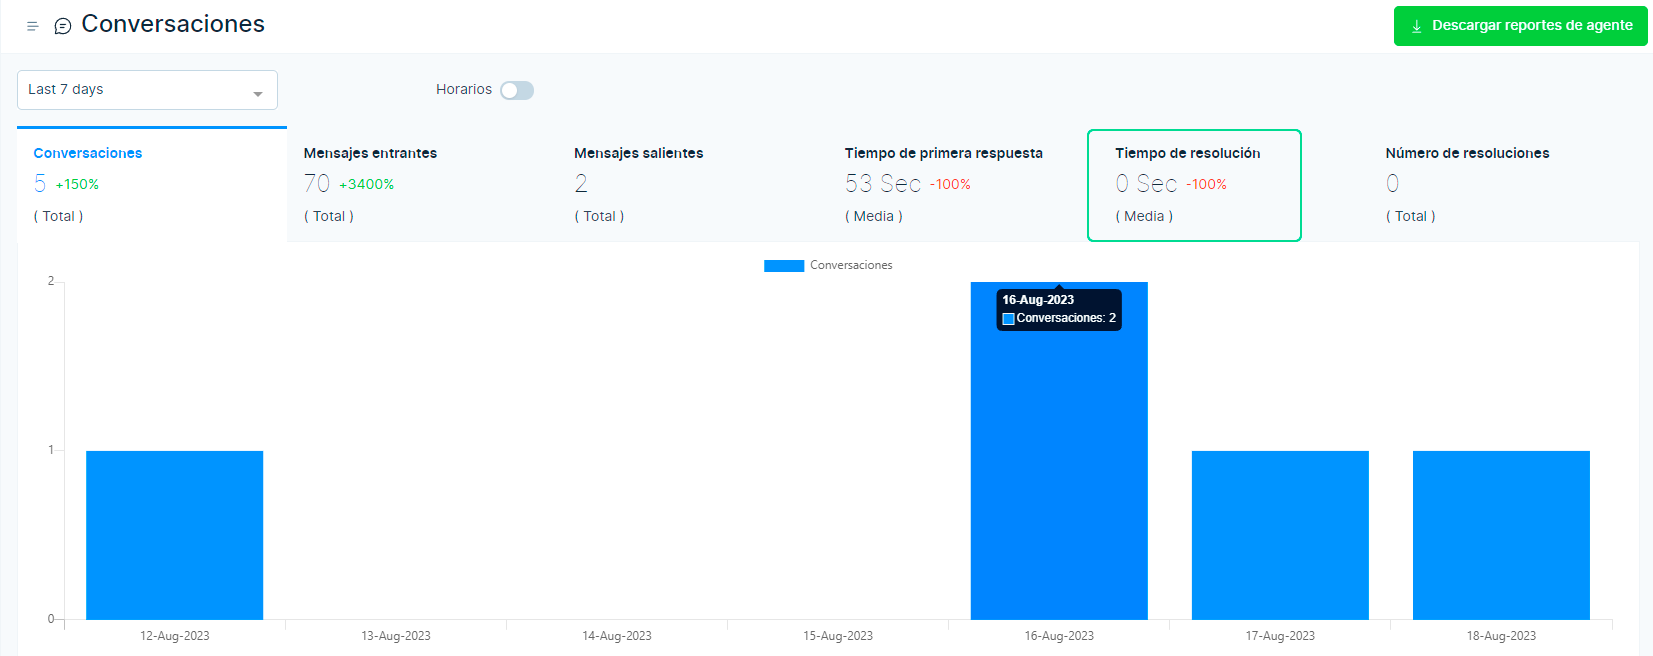 Conversaciones
Descargar reportes de agente
Last 7 days
Horarios
Conversaciones
5 +150%
( Total )
Mensajes entrantes
70 +3400%
( Total )
Mensajes salientes
2
( Total )
Tiempo de primera respuesta
53 Sec -100%
( Media )
Tiempo de resolución
0 Sec -100%
( Media )
Número de resoluciones
0
( Total )
Conversaciones
2
1
0
16-Aug-2023
Conversaciones: 2
12-Aug-2023
13-Aug-2023
14-Aug-2023
15-Aug-2023
16-Aug-2023
17-Aug-2023
18-Aug-2023